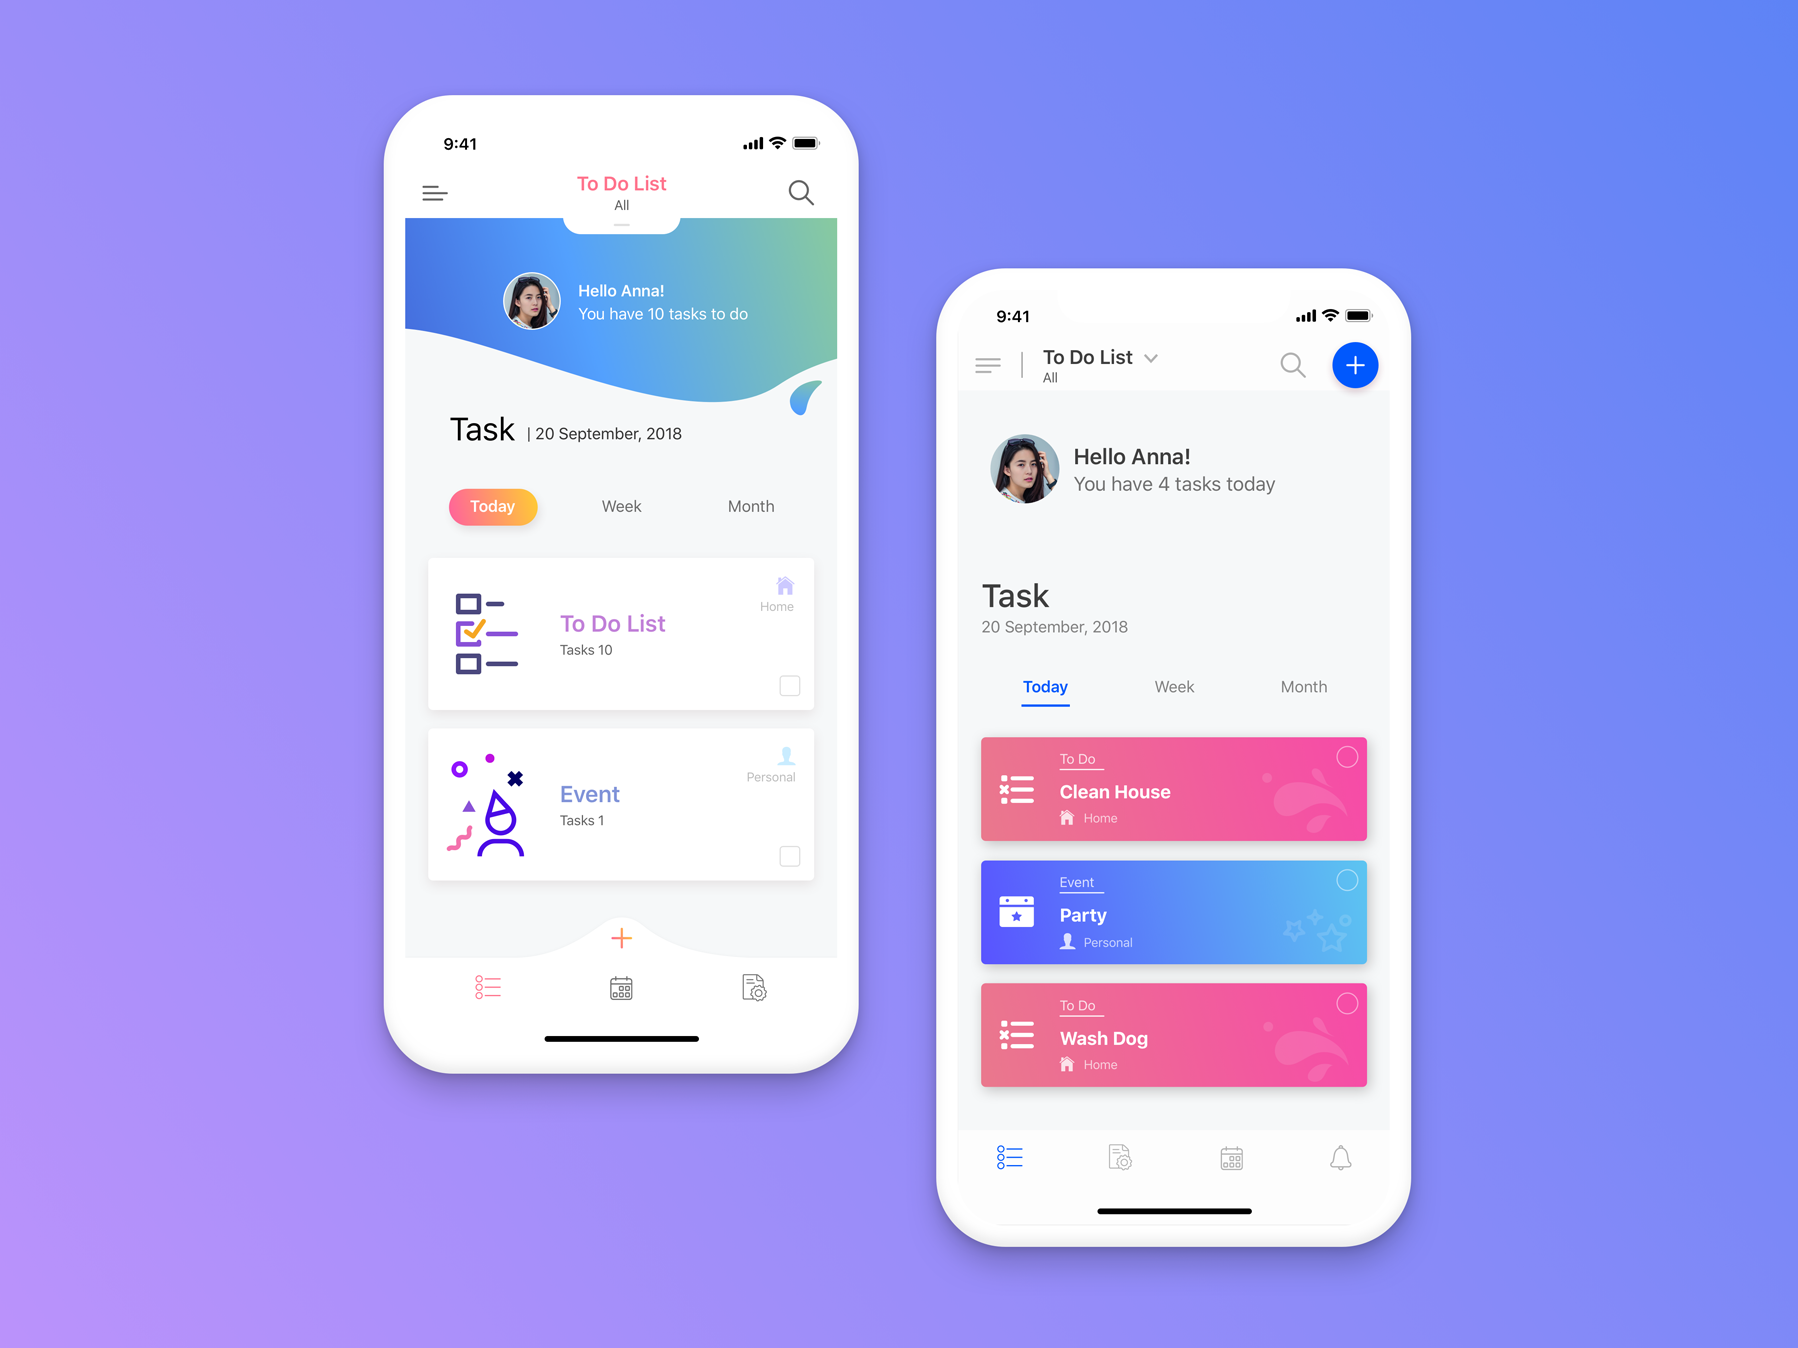 9:41
To Do List
All
Hello Anna!
You have 10 tasks to do
Task | 20 September, 2018
Today Week Month
Home
To Do List
Tasks 10
Personal
Event
Tasks 1
9:41
To Do List
All
Hello Anna!
You have 4 tasks today
Task
20 September, 2018
Today Week Month
To Do
Clean House
Home
Event
Party
Personal
To Do
Wash Dog
Home